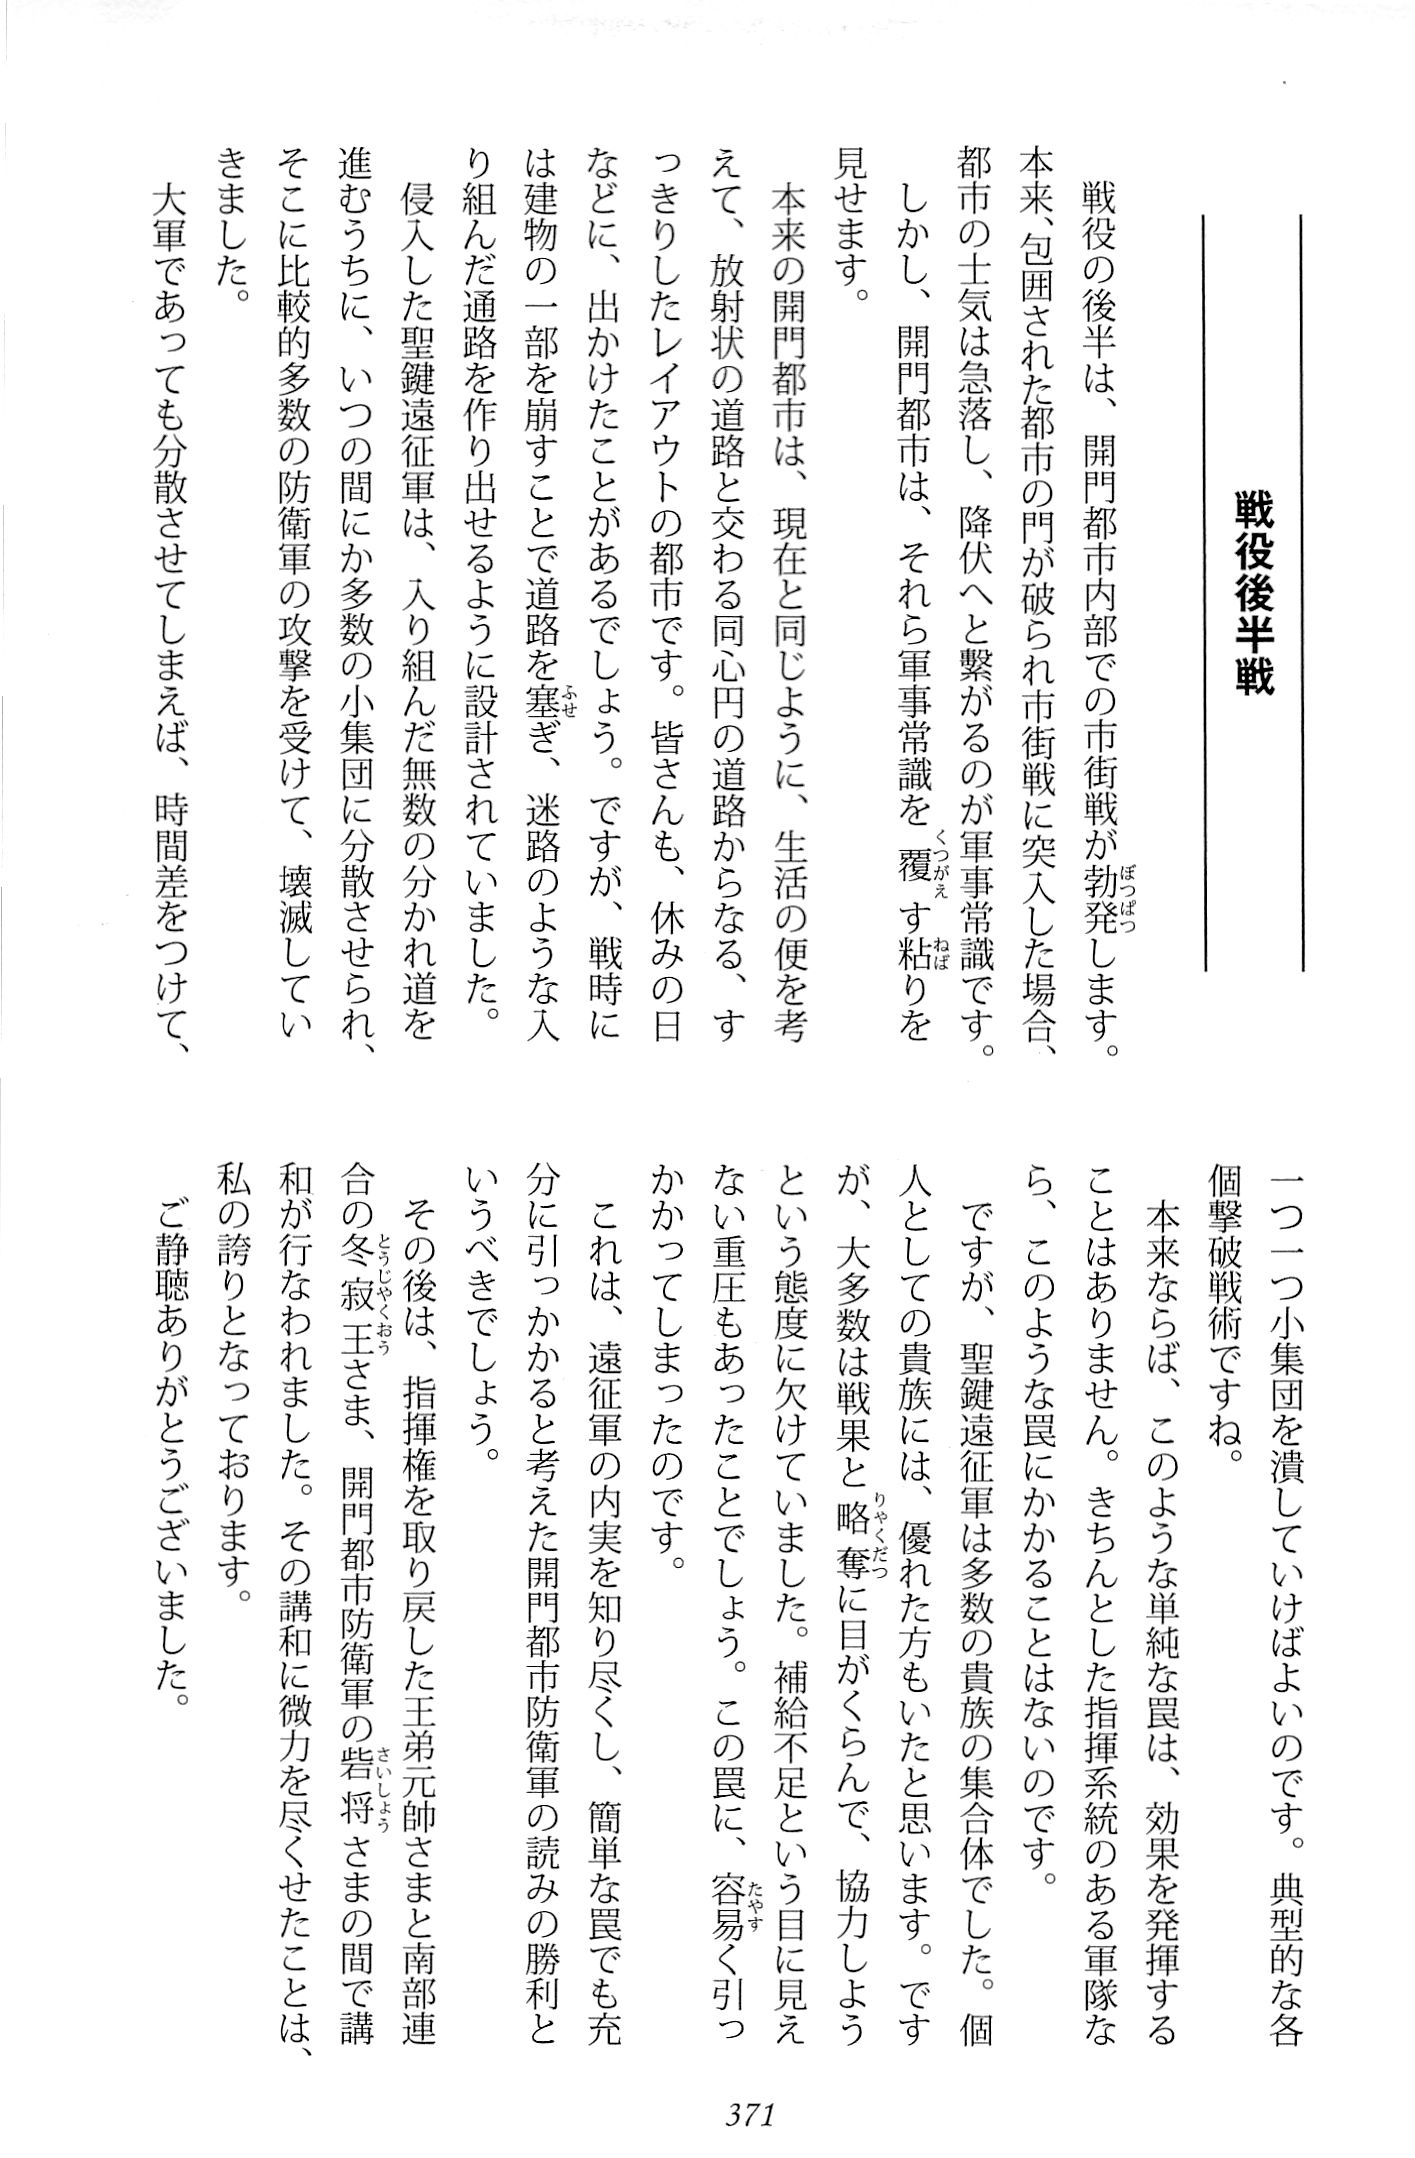 戦役後半戦
戦役の後半は、開門都市内部での市街戦が勃発します。
本来、包囲された都市の門が破られ市街戦に突入した場合、
都市の士気は急落し、降伏へと繋がるのが軍事常識です。
しかし、開門都市は、それら軍事常識を覆す粘りを
見せます。
本来の開門都市は、現在と同じように、生活の便を考
えて、放射状の道路と交わる同心円の道路からなる、す
っきりしたレイアウトの都市です。皆さんも、休みの日
などに、出かけたことがあるでしょう。ですが、戦時に
は建物の一部を崩すことで道路を塞ぎ、迷路のような入
り組んだ通路を作り出せるように設計されていました。
侵入した聖鍵遠征軍は、入り組んだ無数の分かれ道を
進むうちに、いつの間にか多数の小集団に分散させられ、
そこに比較的多数の防衛軍の攻撃を受けて、壊滅してい
きました。
大軍であっても分散させてしまえば、時間差をつけて、
一つ一つ小集団を潰していけばよいのです。典型的な各
個撃破戦術ですね。
本来ならば、このような単純な罠は、効果を発揮する
ことはありません。きちんとした指揮系統のある軍隊な
ら、このような罠にかかることはないのです。
ですが、聖鍵遠征軍は多数の貴族の集合体でした。個
人としての貴族には、優れた方もいたと思います。です
が、大多数は戦果と略奪に目がくらんで、協力しよう
という態度に欠けていました。補給不足という目に見え
ない重圧もあったことでしょう。この罠に、容易く引っ
かかってしまったのです。
これは、遠征軍の内実を知り尽くし、簡単な罠でも充
分に引っかかると考えた開門都市防衛軍の読みの勝利と
いうべきでしょう。
その後は、指揮権を取り戻した王弟元帥さまと南部連
合の冬寂王さま、開門都市防衛軍の砦将さまの間で講
和が行なわれました。その講和に微力を尽くせたことは、
私の誇りとなっております。
ご静聴ありがとうございました。
371